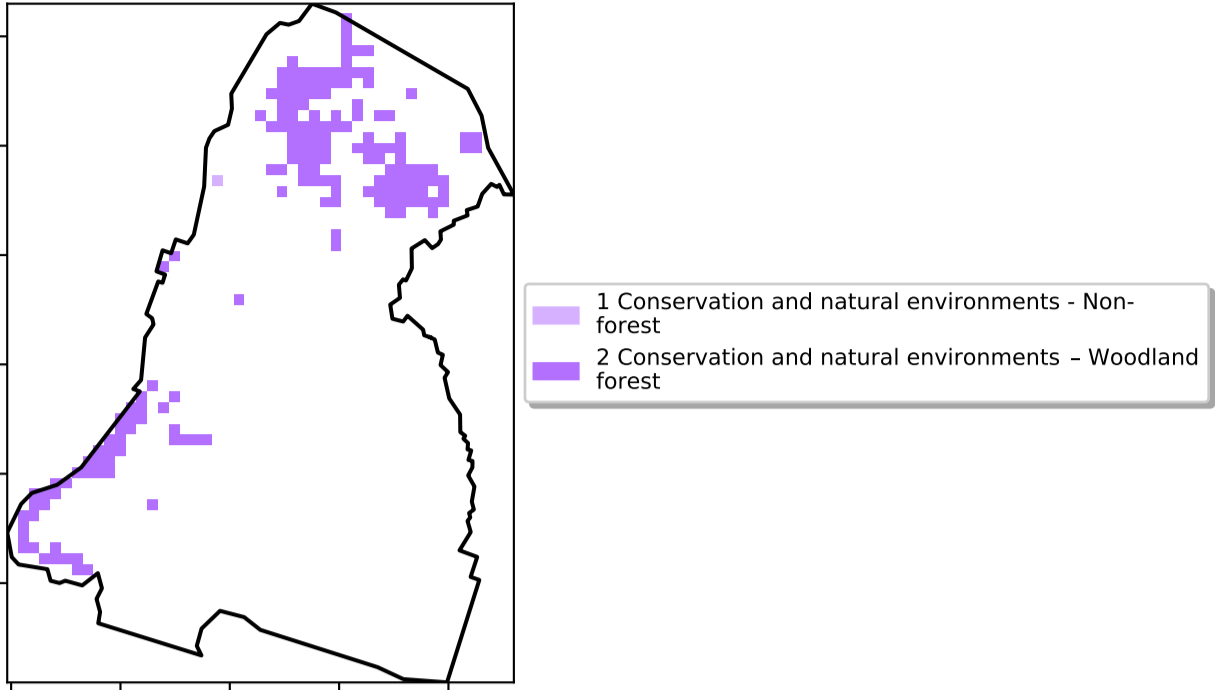 1 Conservation and natural environments - Non-
forest
2 Conservation and natural environments – Woodland
forest